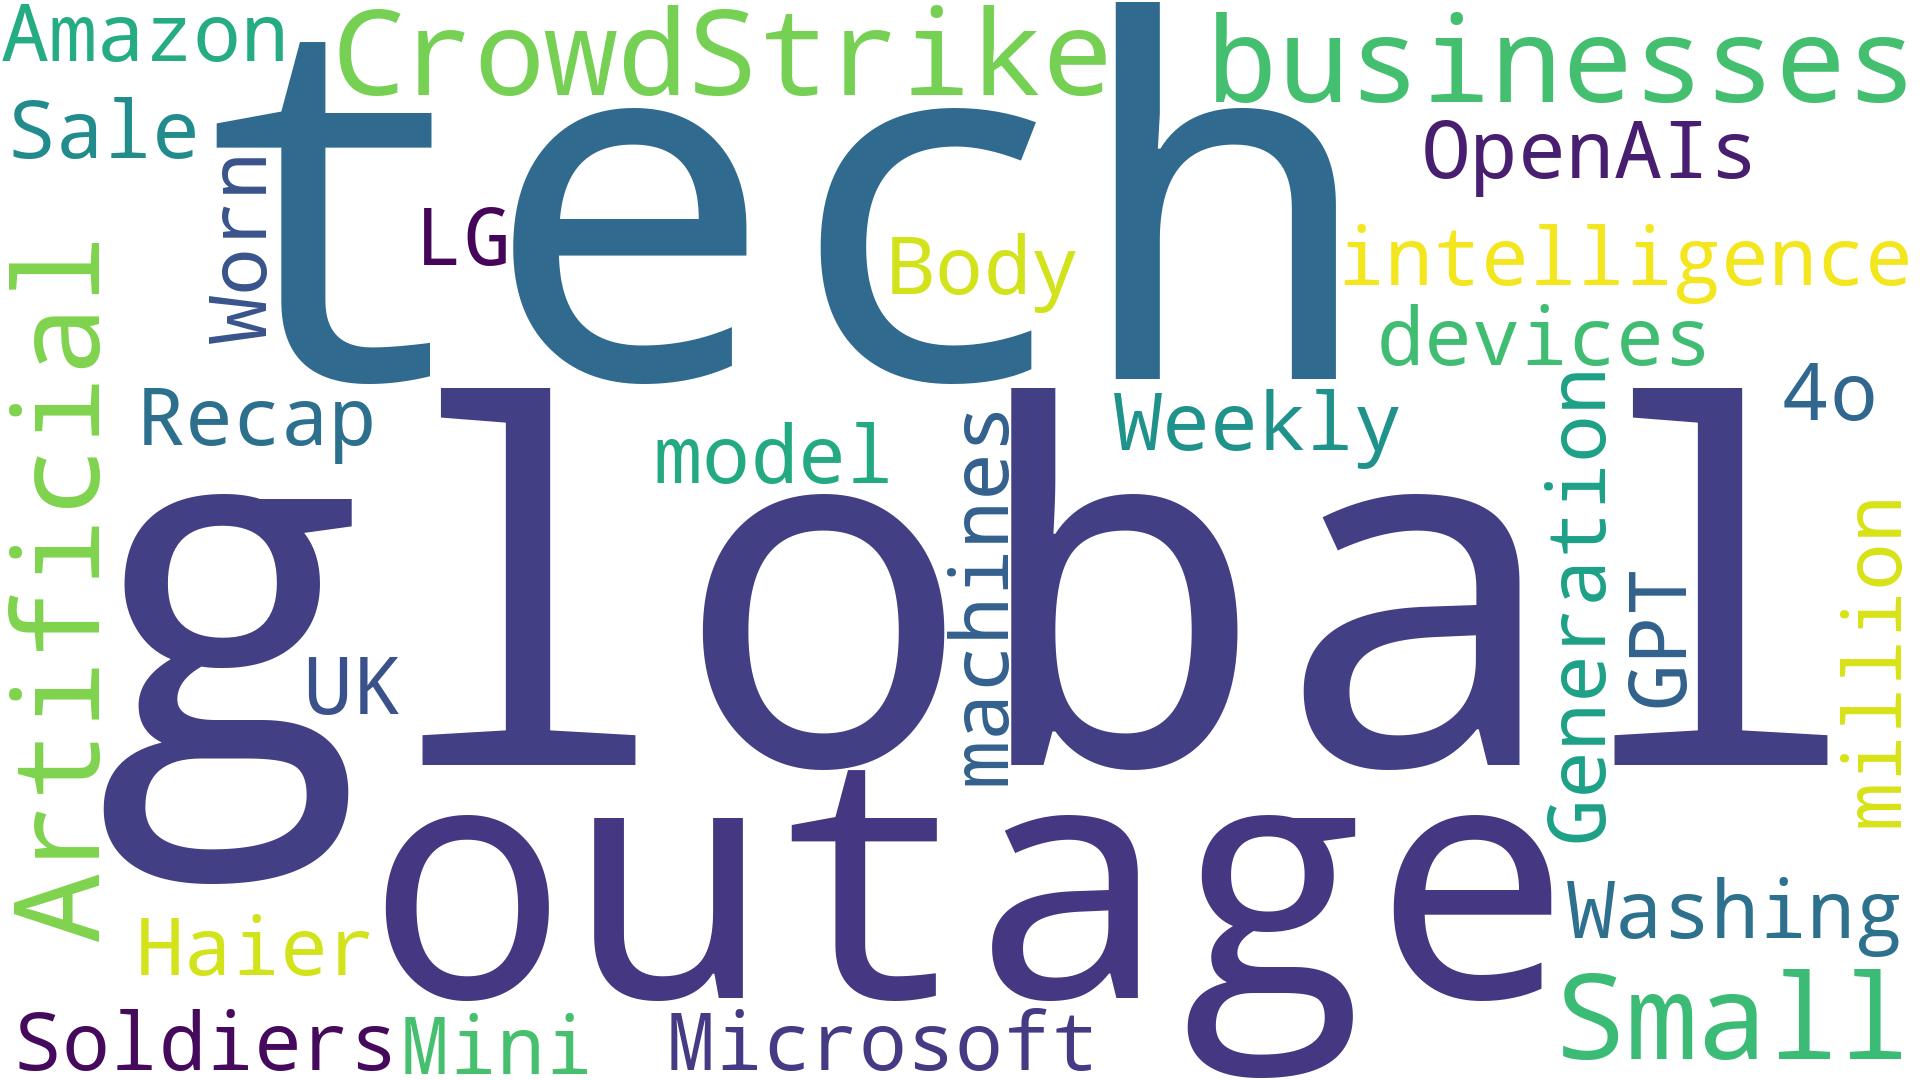 Amazon
CrowdStrike
businesses
Sale
tech
OpenAIs
Worn
LG
Body
intelligence
devices
Artificial
Recap
model
machines
Weekly
Generation
4o
global
UK
GPT
million
outage
Haier
Washing
Soldiers
Mini
Microsoft
Small